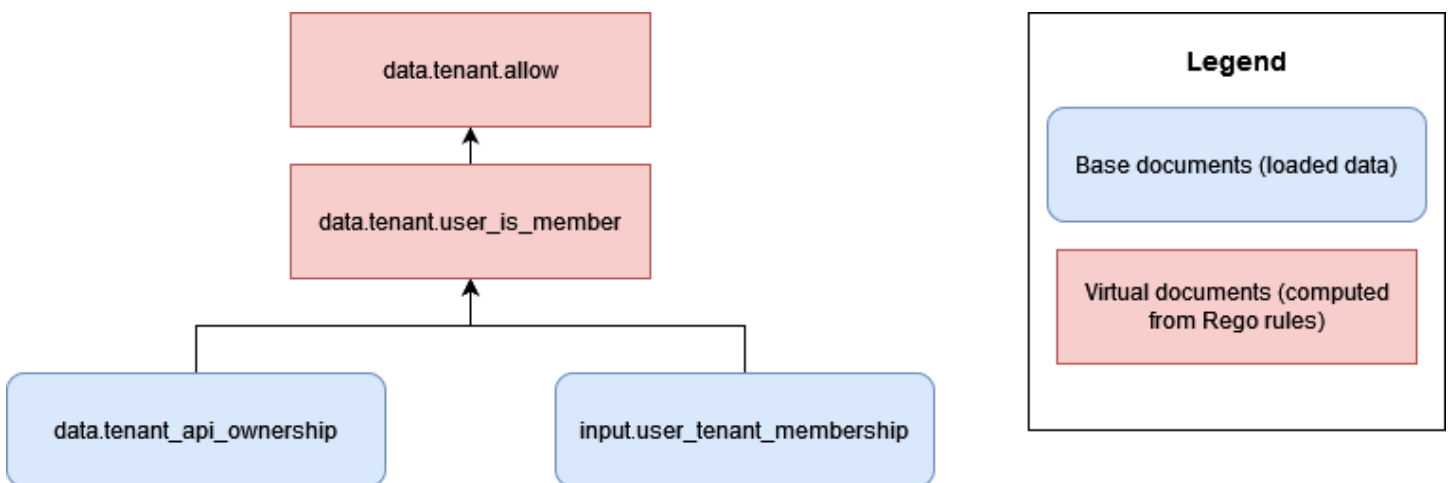 data.tenant.allow
data.tenant.user_is_member
data.tenant_api_ownership
input.user_tenant_membership
Legend
Base documents (loaded data)
Virtual documents (computed
from Rego rules)